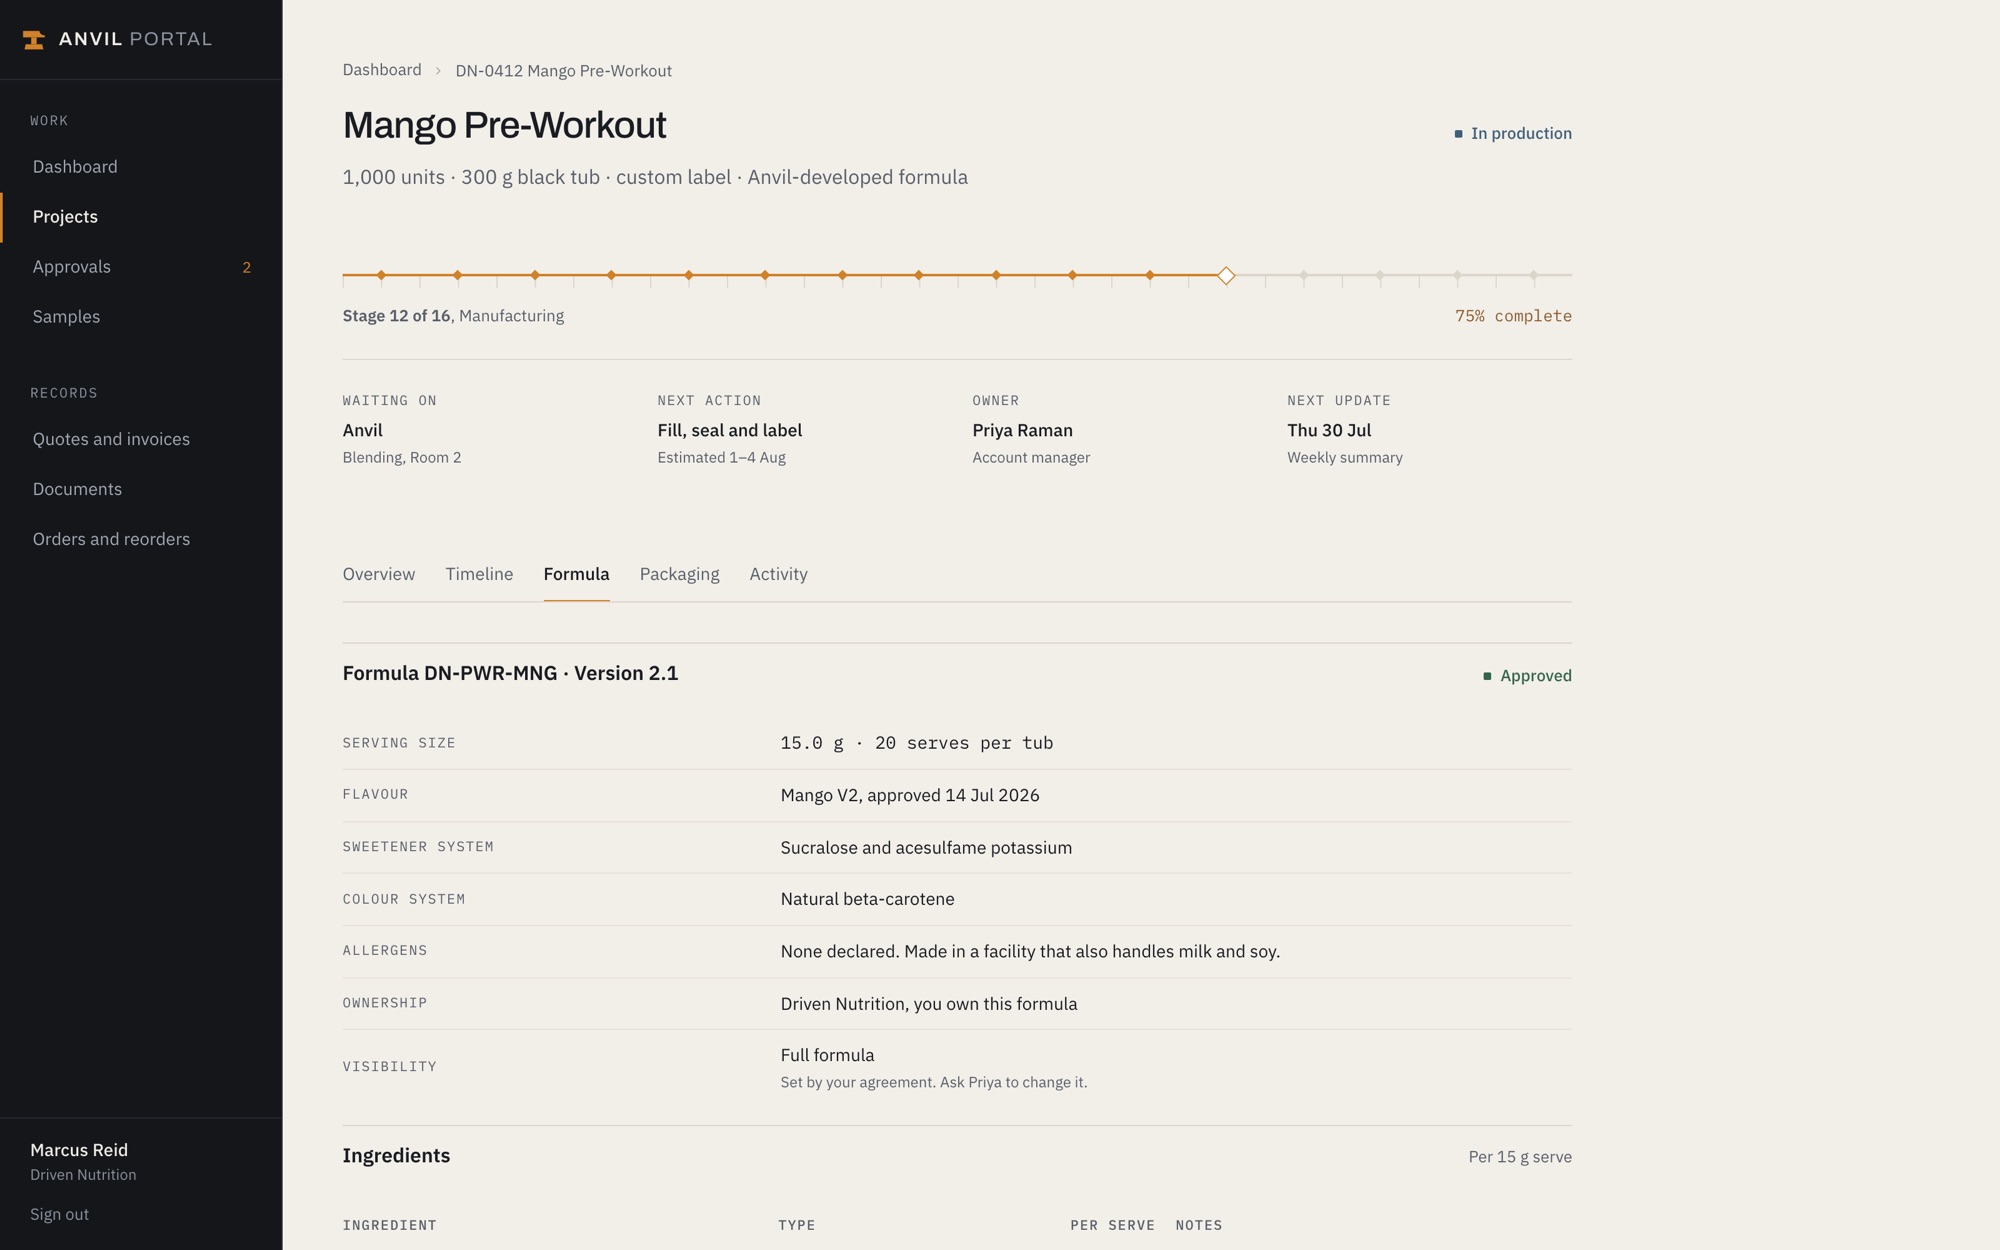 ANVIL PORTAL
WORK
Dashboard
Projects
Approvals 2
Samples
RECORDS
Quotes and invoices
Documents
Orders and reorders
Marcus Reid
Driven Nutrition
Sign out
Dashboard › DN-0412 Mango Pre-Workout
Mango Pre-Workout
In production
1,000 units · 300 g black tub · custom label · Anvil-developed formula
Stage 12 of 16, Manufacturing
75% complete
WAITING ON
Anvil
Blending, Room 2
NEXT ACTION
Fill, seal and label
Estimated 1–4 Aug
OWNER
Priya Raman
Account manager
NEXT UPDATE
Thu 30 Jul
Weekly summary
Overview Timeline Formula Packaging Activity
Formula DN-PWR-MNG · Version 2.1
Approved
SERVING SIZE 15.0 g · 20 serves per tub
FLAVOUR Mango V2, approved 14 Jul 2026
SWEETENER SYSTEM Sucralose and acesulfame potassium
COLOUR SYSTEM Natural beta-carotene
ALLERGENS None declared. Made in a facility that also handles milk and soy.
OWNERSHIP Driven Nutrition, you own this formula
VISIBILITY Full formula
Set by your agreement. Ask Priya to change it.
Ingredients
Per 15 g serve
INGREDIENT TYPE PER SERVE NOTES